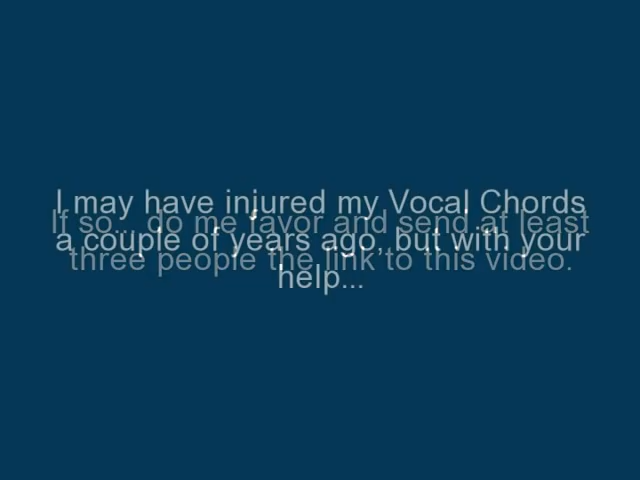 I may have injured my Vocal Chords
If so... do me favor and send at least
a couple of years ago, but with your
three people the link to this video.
help...